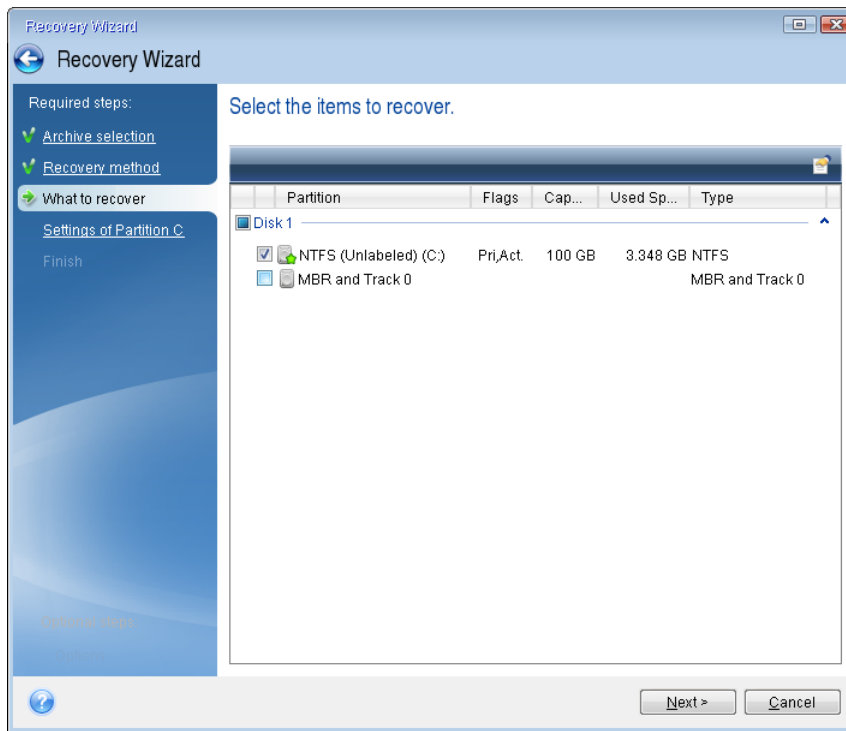 Recovery Wizard
Recovery Wizard
Required steps:
Archive selection
Recovery method
What to recover
Settings of Partition C
Finish
Select the items to recover.
Partition Flags Cap... Used Sp... Type
Disk 1
NTFS (Unlabeled) (C:) Pri,Act. 100 GB 3.348 GB NTFS
MBR and Track 0 MBR and Track 0
Next >
Cancel